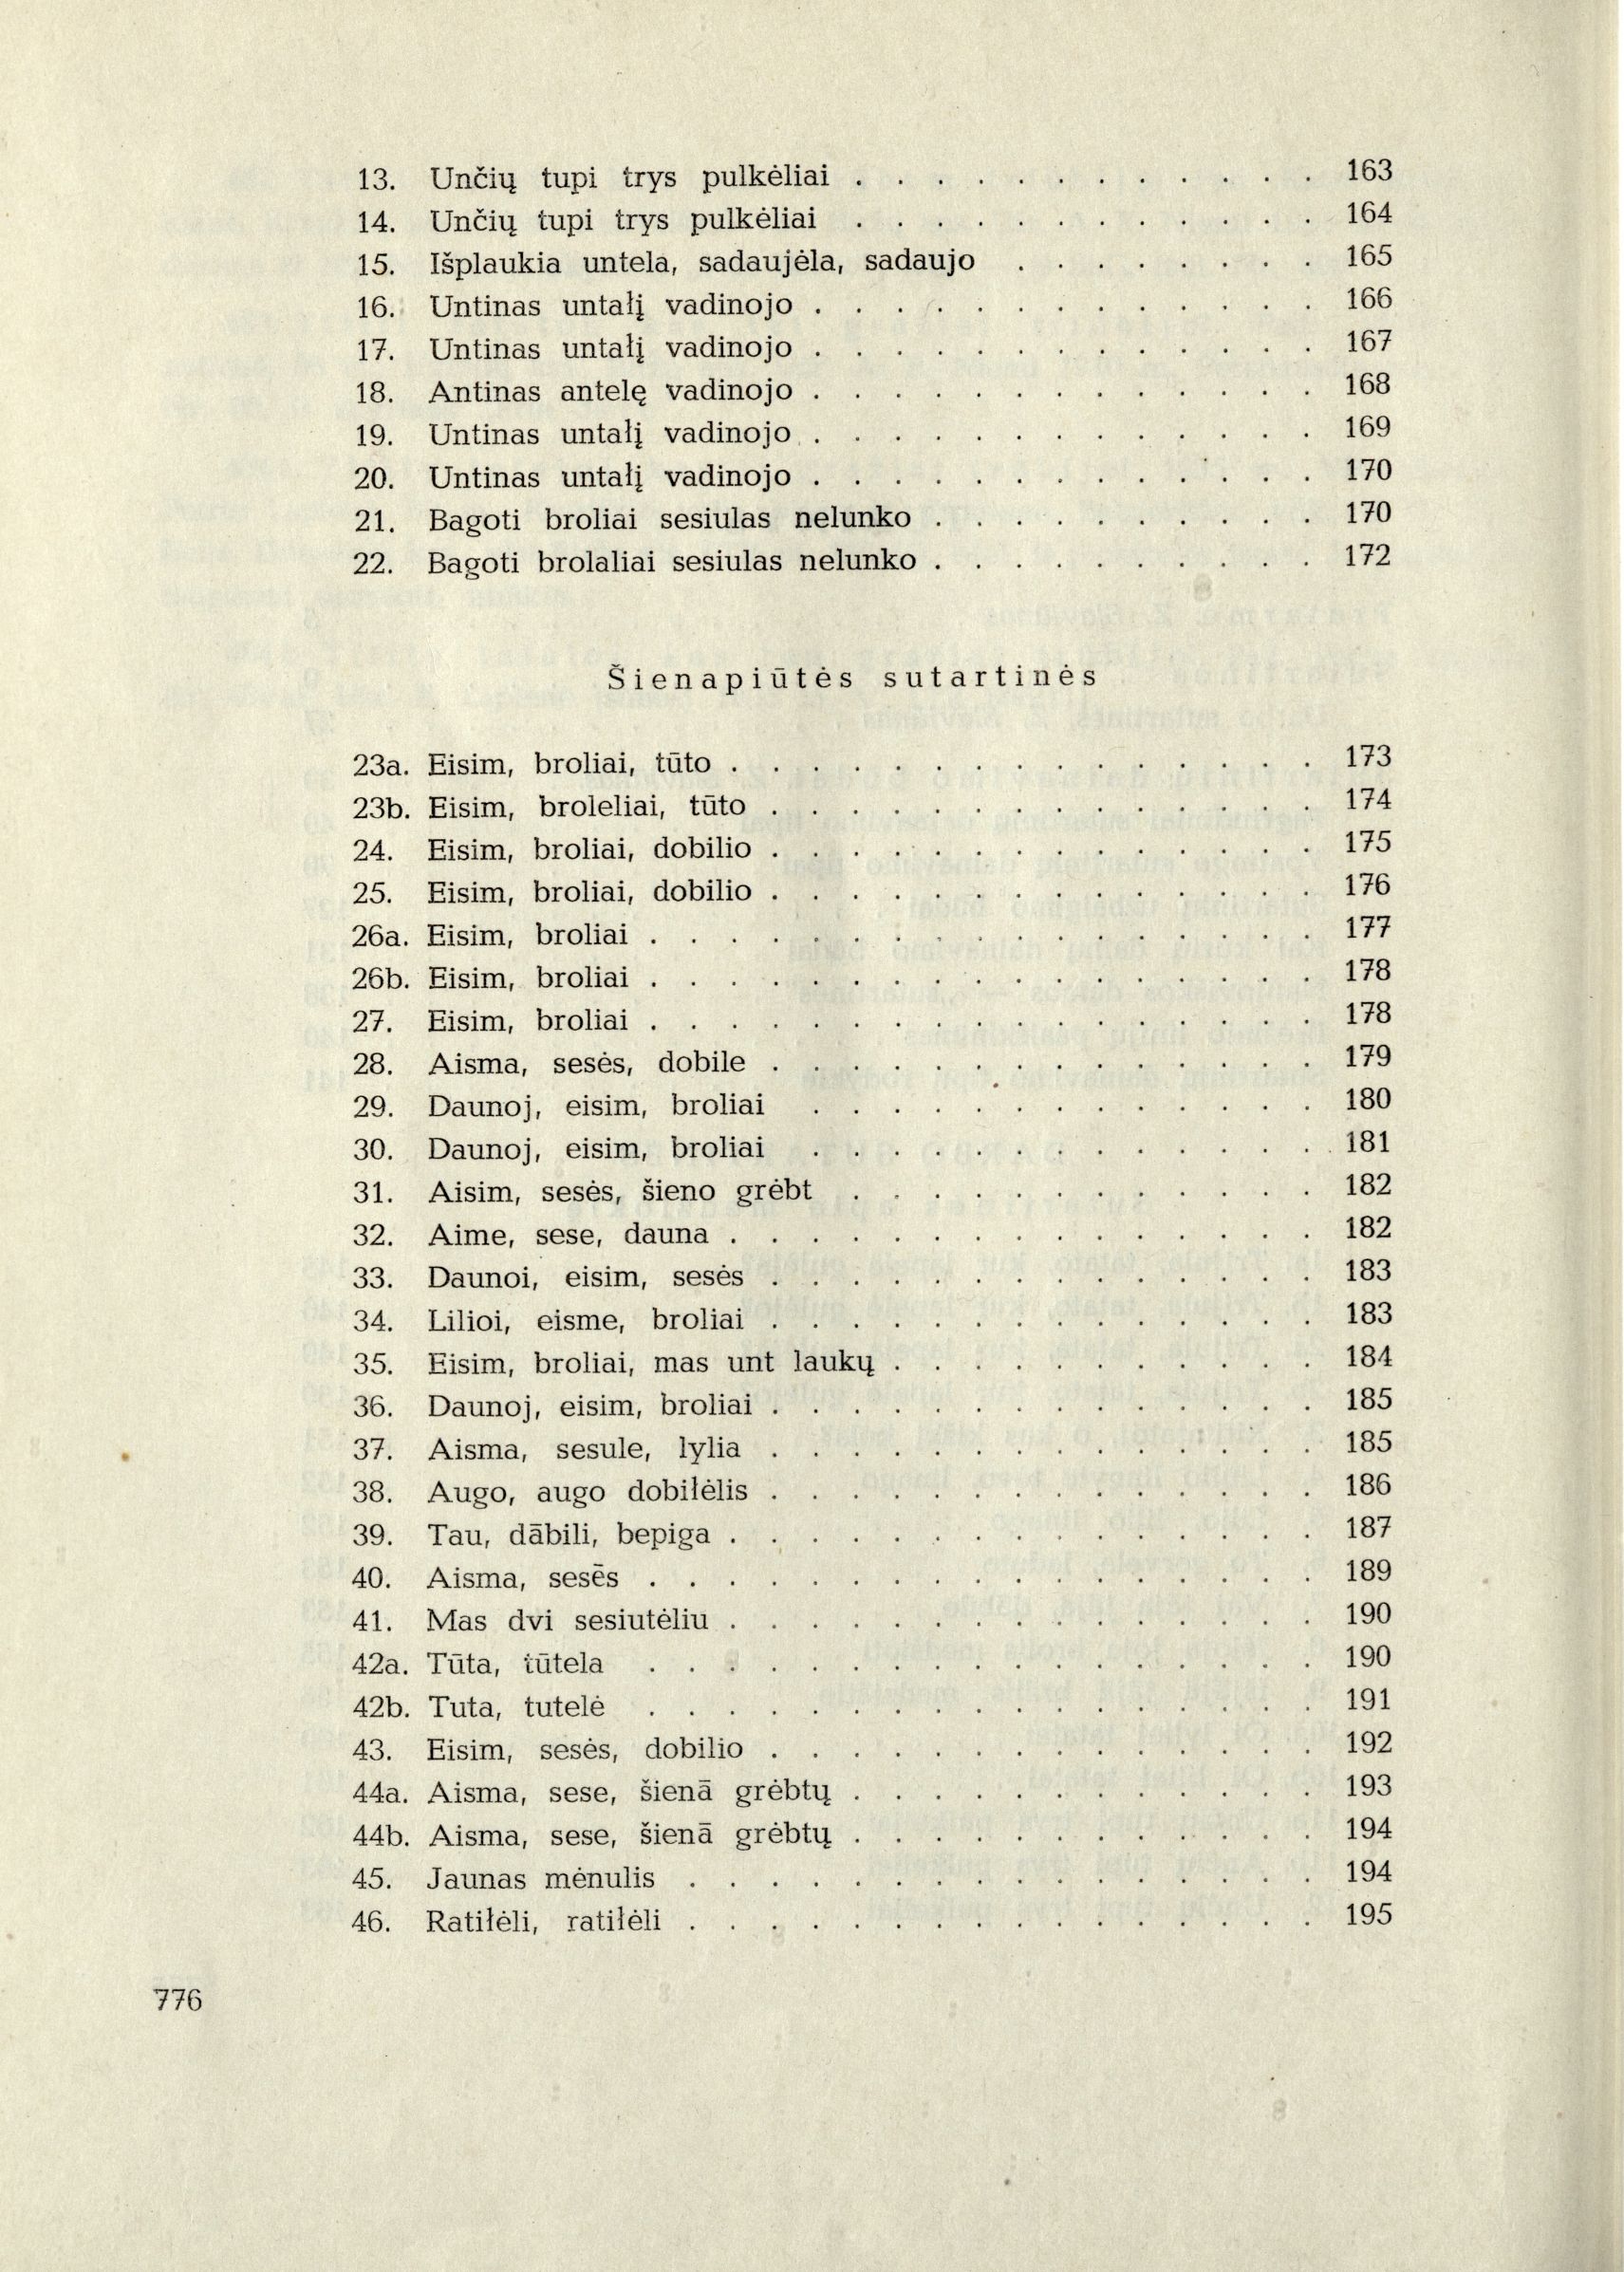 13. Unčių tupi trys pulkėliai . . . . . . . . . . . . 163
14. Unčių tupi trys pulkėliai . . . . . . . . . . . . 164
15. Išplaukia untela, sadaujėla, sadaujo . . . . . . . . 165
16. Untinas untałį vadinojo . . . . . . . . . . . . . 166
17. Untinas untałį vadinojo . . . . . . . . . . . . . 167
18. Antinas antelę vadinojo . . . . . . . . . . . . . 168
19. Untinas untałį vadinojo . . . . . . . . . . . . . 169
20. Untinas untałį vadinojo . . . . . . . . . . . . . 170
21. Bagoti broliai sesiulas nelunko . . . . . . . . . . 170
22. Bagoti brolaliai sesiulas nelunko . . . . . . . . . . 172
Šienapiūtės sutartinės
23a. Eisim, broliai, tūto . . . . . . . . . . . . . . . 173
23b. Eisim, broleliai, tūto . . . . . . . . . . . . . . 174
24. Eisim, broliai, dobilio . . . . . . . . . . . . . . 175
25. Eisim, broliai, dobilio . . . . . . . . . . . . . . 176
26a. Eisim, broliai . . . . . . . . . . . . . . . . . 177
26b. Eisim, broliai . . . . . . . . . . . . . . . . . 178
27. Eisim, broliai . . . . . . . . . . . . . . . . . 178
28. Aisma, sesės, dobile . . . . . . . . . . . . . . 179
29. Daunoj, eisim, broliai . . . . . . . . . . . . . 180
30. Daunoj, eisim, broliai . . . . . . . . . . . . . 181
31. Aisim, sesės, šieno grėbt . . . . . . . . . . . . 182
32. Aime, sese, dauna . . . . . . . . . . . . . . . 182
33. Daunoi, eisim, sesės . . . . . . . . . . . . . . 183
34. Lilioi, eisme, broliai . . . . . . . . . . . . . . 183
35. Eisim, broliai, mas unt laukų . . . . . . . . . . . 184
36. Daunoj, eisim, broliai . . . . . . . . . . . . . . 185
37. Aisma, sesule, lylia . . . . . . . . . . . . . . 185
38. Augo, augo dobiłėlis . . . . . . . . . . . . . . 186
39. Tau, dābili, bepiga . . . . . . . . . . . . . . . 187
40. Aisma, sesēs . . . . . . . . . . . . . . . . . 189
41. Mas dvi sesiutėliu . . . . . . . . . . . . . . . 190
42a. Tūta, tūtela . . . . . . . . . . . . . . . . . 190
42b. Tuta, tutelė . . . . . . . . . . . . . . . . . 191
43. Eisim, sesės, dobilio . . . . . . . . . . . . . . 192
44a. Aisma, sese, šienā grėbtų . . . . . . . . . . . . 193
44b. Aisma, sese, šienā grėbtų . . . . . . . . . . . . 194
45. Jaunas mėnulis . . . . . . . . . . . . . . . . 194
46. Ratiłėli, ratiłėli . . . . . . . . . . . . . . . . 195
776